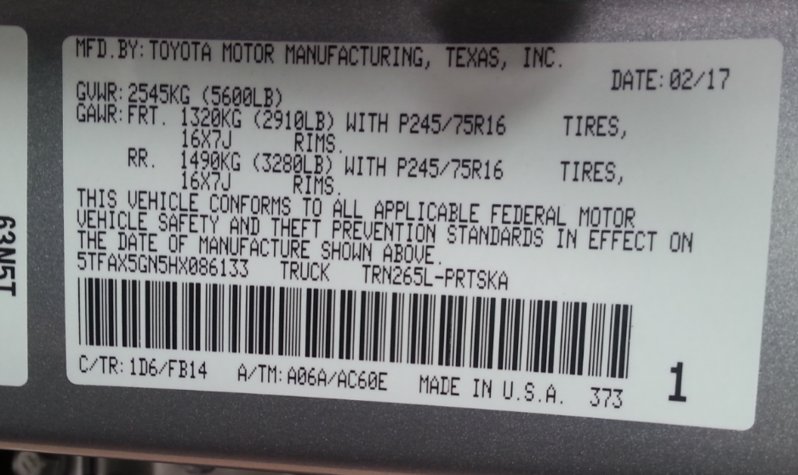 MFD.BY: TOYOTA MOTOR MANUFACTURING, TEXAS, INC.
DATE: 02/17
GVWR: 2545KG (5600LB)
GAWR: FRT. 1320KG (2910LB) WITH P245/75R16 TIRES,
16X7J RIMS.
RR. 1490KG (3280LB) WITH P245/75R16 TIRES,
16X7J RIMS.
THIS VEHICLE CONFORMS TO ALL APPLICABLE FEDERAL MOTOR
VEHICLE SAFETY AND THEFT PREVENTION STANDARDS IN EFFECT ON
THE DATE OF MANUFACTURE SHOWN ABOVE.
5TFAX5GN5HX086133 TRUCK TRN265L-PRTSKA
C/TR: 1D6/FB14 A/TM: A06A/AC60E MADE IN U.S.A. 373
1
63N5T